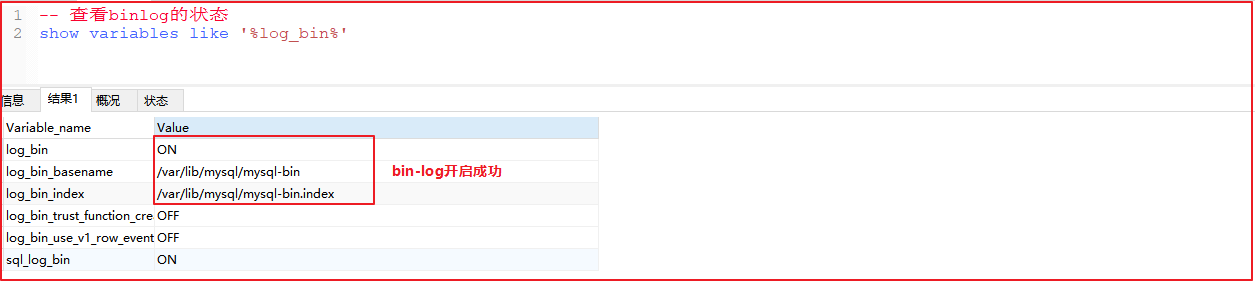 1 -- 查看binlog的状态
2 show variables like '%log_bin%'
信息 结果1 概况 状态
Variable_name Value
log_bin ON
log_bin_basename /var/lib/mysql/mysql-bin bin-log开启成功
log_bin_index /var/lib/mysql/mysql-bin.index
log_bin_trust_function_cre OFF
log_bin_use_v1_row_event OFF
sql_log_bin ON